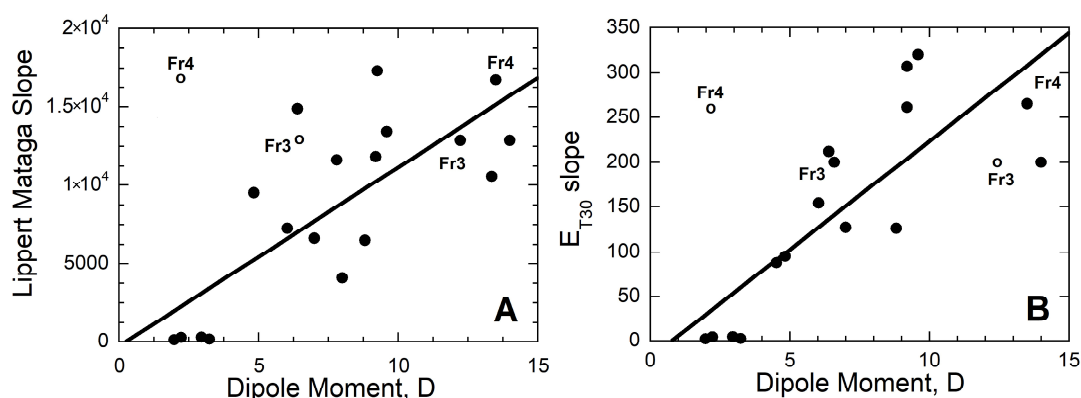 Lippert Mataga Slope
2×10⁴
1.5×10⁴
1×10⁴
5000
0
Fr4
Fr4
Fr3
Fr3
A
0 5 10 15
Dipole Moment, D
E_T30 slope
350
300
250
200
150
100
50
0
Fr4
Fr4
Fr3
Fr3
B
0 5 10 15
Dipole Moment, D